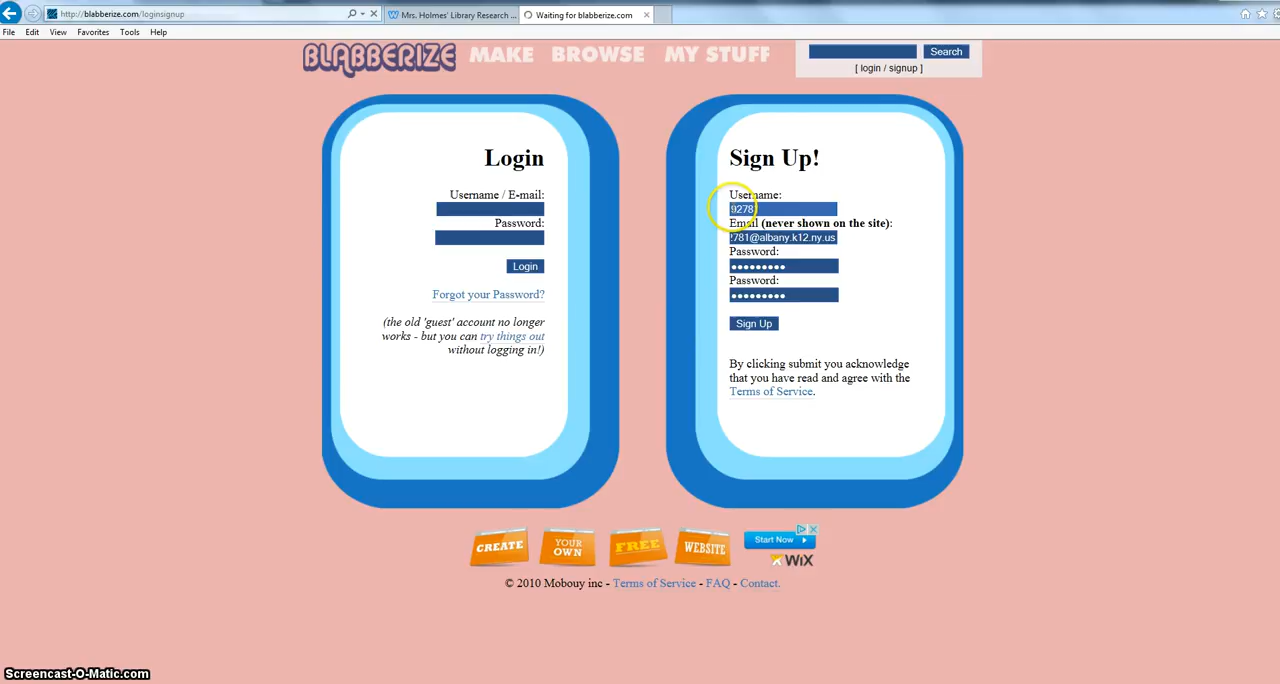 http://blabberize.com/loginsignup
Mrs. Holmes' Library Research ...
Waiting for blabberize.com
File Edit View Favorites Tools Help
BLABBERIZE MAKE BROWSE MY STUFF
Search
[ login / signup ]
Login
Username / E-mail:
Password:
Login
Forgot your Password?
(the old 'guest' account no longer
works - but you can try things out
without logging in!)
Sign Up!
Username:
9278
Email (never shown on the site):
!781@albany.k12.ny.us
Password:
•••••••••
Password:
•••••••••
Sign Up
By clicking submit you acknowledge
that you have read and agree with the
Terms of Service.
CREATE YOUR OWN FREE WEBSITE
Start Now
WiX
© 2010 Mobouy inc - Terms of Service - FAQ - Contact.
Screencast-O-Matic.com